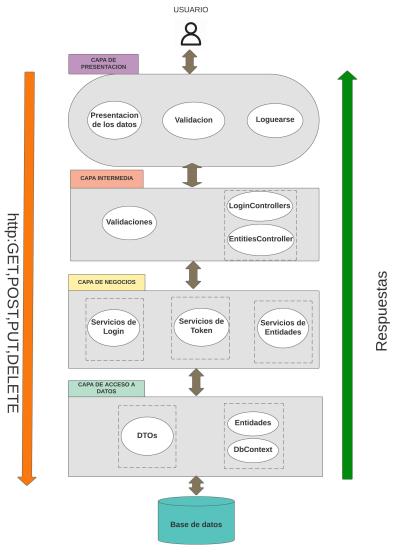 USUARIO
CAPA DE
PRESENTACION
Presentacion
de los datos
Validacion
Loguearse
CAPA INTERMEDIA
Validaciones
LoginControllers
EntitiesController
CAPA DE NEGOCIOS
Servicios de
Login
Servicios de
Token
Servicios de
Entidades
CAPA DE ACCESO A
DATOS
DTOs
Entidades
DbContext
Base de datos
http:GET,POST,PUT,DELETE
Respuestas